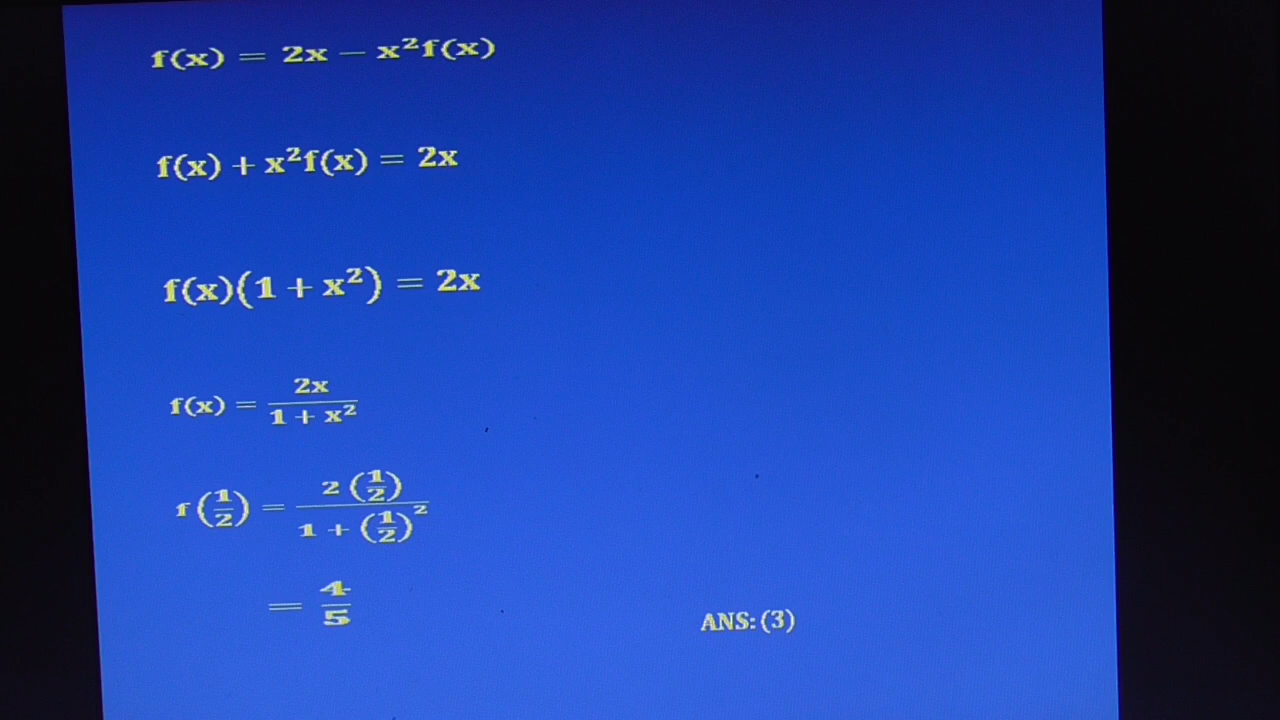 f(x) = 2x − x²f(x)
f(x) + x²f(x) = 2x
f(x)(1 + x²) = 2x
f(x) = 2x / (1 + x²)
f(1/2) = 2(1/2) / (1 + (1/2)²)
= 4/5
ANS: (3)